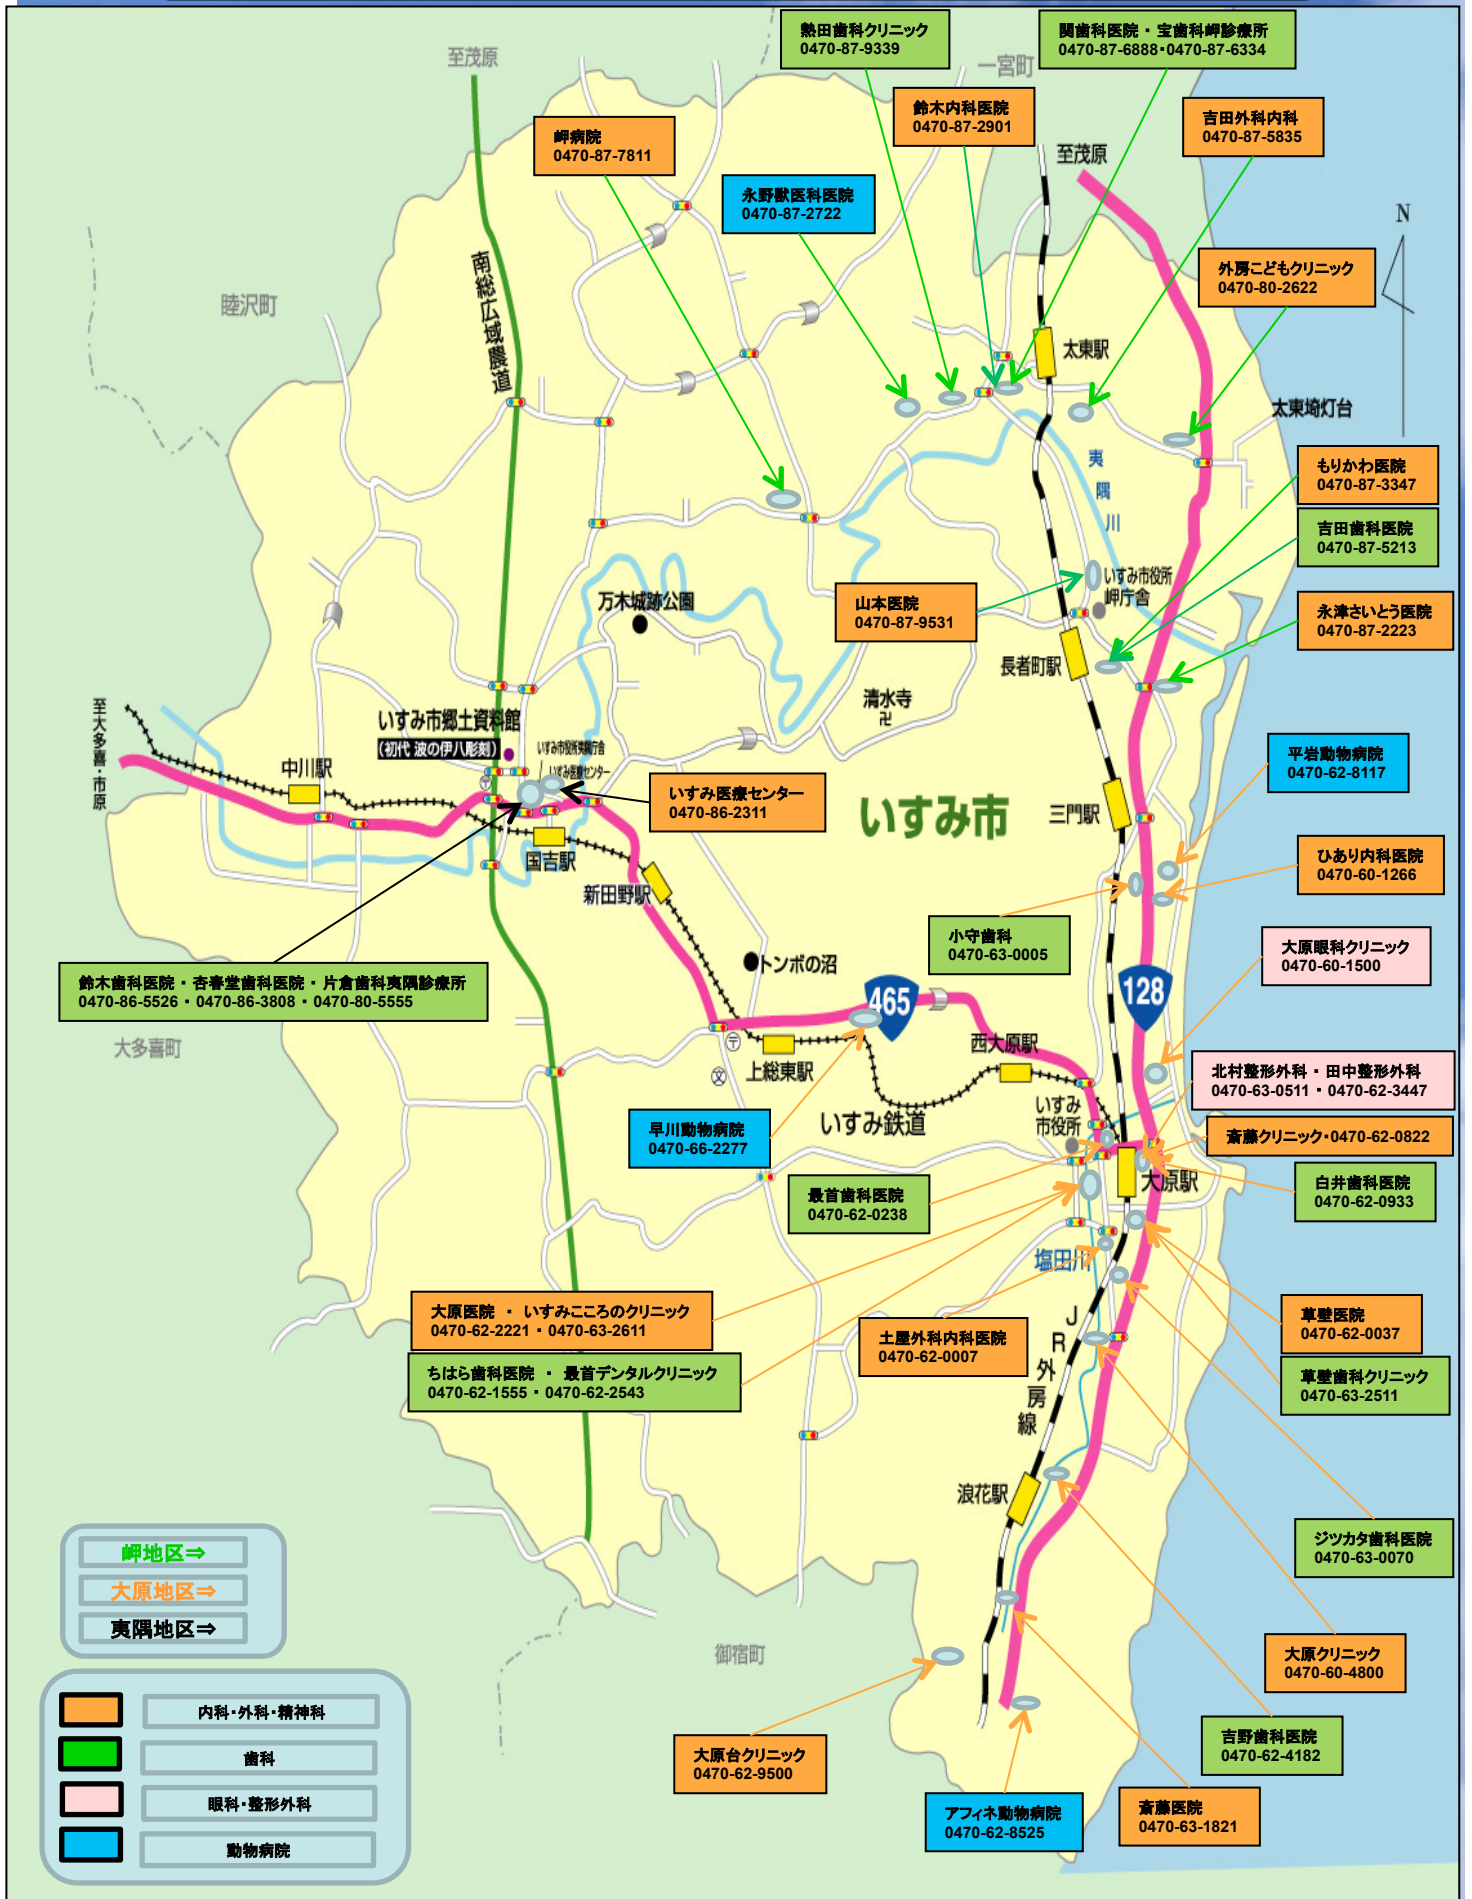 熱田歯科クリニック
0470-87-9339
関歯科医院・宝歯科岬診療所
0470-87-6888・0470-87-6334
至茂原
一宮町
鈴木内科医院
0470-87-2901
吉田外科内科
0470-87-5835
岬病院
0470-87-7811
至茂原
永野獣医科医院
0470-87-2722
N
外房こどもクリニック
0470-80-2622
南総広域農道
睦沢町
太東駅
太東埼灯台
夷隅川
もりかわ医院
0470-87-3347
吉田歯科医院
0470-87-5213
いすみ市役所
岬庁舎
万木城跡公園
山本医院
0470-87-9531
永津さいとう医院
0470-87-2223
長者町駅
清水寺
卍
至大多喜・市原
いすみ市郷土資料館
(初代 波の伊八彫刻)
いすみ市役所夷隅庁舎
いすみ医療センター
中川駅
平岩動物病院
0470-62-8117
いすみ医療センター
0470-86-2311
いすみ市
三門駅
国吉駅
新田野駅
ひあり内科医院
0470-60-1266
小守歯科
0470-63-0005
大原眼科クリニック
0470-60-1500
トンボの沼
鈴木歯科医院・杏春堂歯科医院・片倉歯科夷隅診療所
0470-86-5526・0470-86-3808・0470-80-5555
465
128
大多喜町
〒
西大原駅
上総東駅
文
北村整形外科・田中整形外科
0470-63-0511・0470-62-3447
いすみ
市役所
いすみ鉄道
早川動物病院
0470-66-2277
斎藤クリニック・0470-62-0822
大原駅
白井歯科医院
0470-62-0933
最首歯科医院
0470-62-0238
塩田川
大原医院 ・ いすみこころのクリニック
0470-62-2221・0470-63-2611
土屋外科内科医院
0470-62-0007
JR外房線
草壁医院
0470-62-0037
ちはら歯科医院 ・ 最首デンタルクリニック
0470-62-1555・0470-62-2543
草壁歯科クリニック
0470-63-2511
浪花駅
ジツカタ歯科医院
0470-63-0070
岬地区⇒
大原地区⇒
夷隅地区⇒
御宿町
大原クリニック
0470-60-4800
内科・外科・精神科
歯科
眼科・整形外科
動物病院
吉野歯科医院
0470-62-4182
大原台クリニック
0470-62-9500
アフィネ動物病院
0470-62-8525
斎藤医院
0470-63-1821